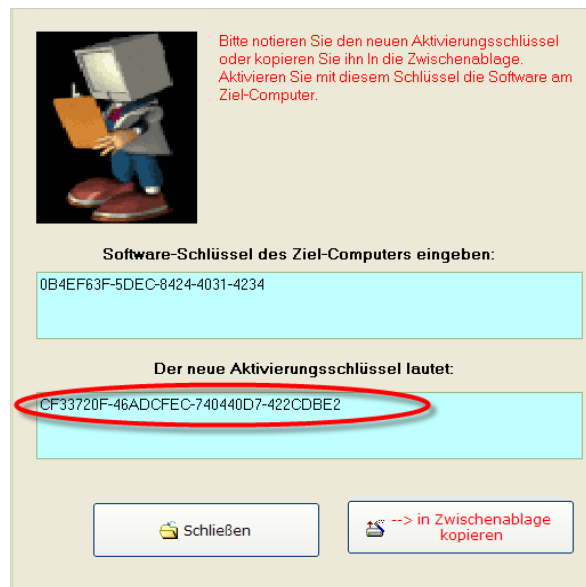 Bitte notieren Sie den neuen Aktivierungsschlüssel
oder kopieren Sie ihn In die Zwischenablage.
Aktivieren Sie mit diesem Schlüssel die Software am
Ziel-Computer.
Software-Schlüssel des Ziel-Computers eingeben:
0B4EF63F-5DEC-8424-4031-4234
Der neue Aktivierungsschlüssel lautet:
CF33720F-46ADCFEC-740440D7-422CDBE2
Schließen
--> in Zwischenablage
kopieren